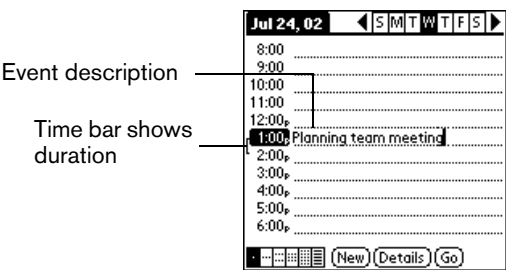 Jul 24, 02 S M T W T F S
8:00
9:00
Event description
10:00
11:00
12:00p
1:00p Planning team meeting
Time bar shows
duration
2:00p
3:00p
4:00p
5:00p
6:00p
New Details Go